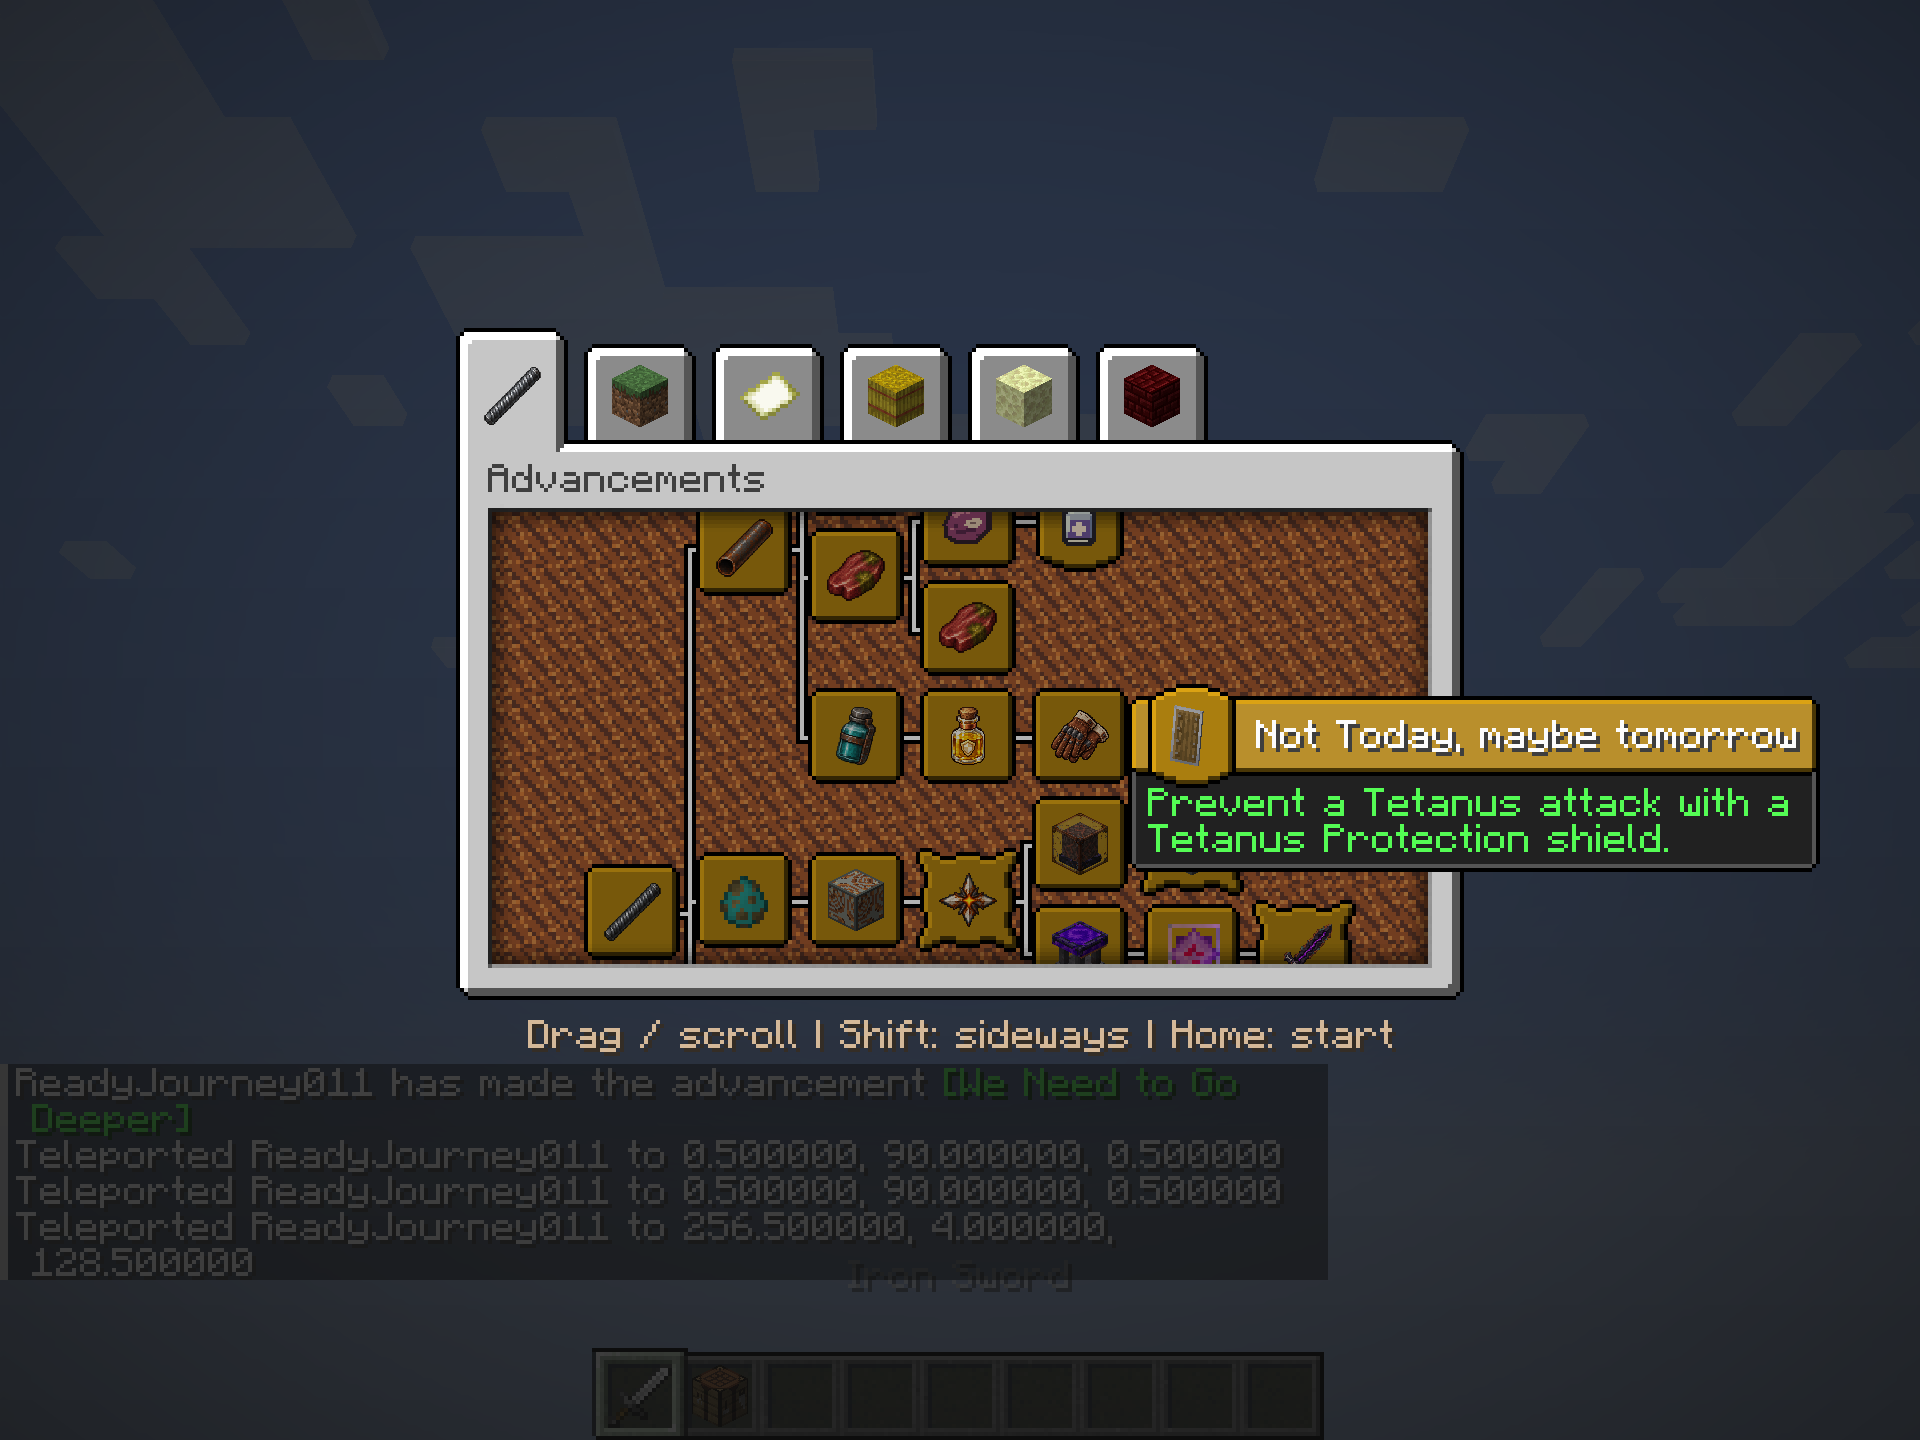 Advancements
Not Today, maybe tomorrow
Prevent a Tetanus attack with a
Tetanus Protection shield.
Drag / scroll | Shift: sideways | Home: start
ReadyJourney011 has made the advancement [We Need to Go
Deeper]
Teleported ReadyJourney011 to 0.500000, 90.000000, 0.500000
Teleported ReadyJourney011 to 0.500000, 90.000000, 0.500000
Teleported ReadyJourney011 to 256.500000, 4.000000,
128.500000
Iron Sword